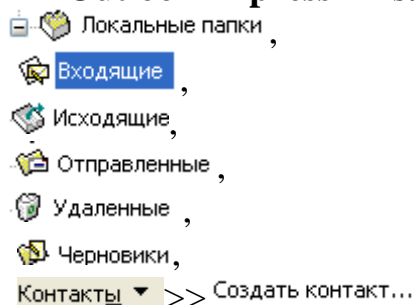 Локальные папки,
Входящие,
Исходящие,
Отправленные,
Удаленные,
Черновики,
Контакты ▼ >> Создать контакт...